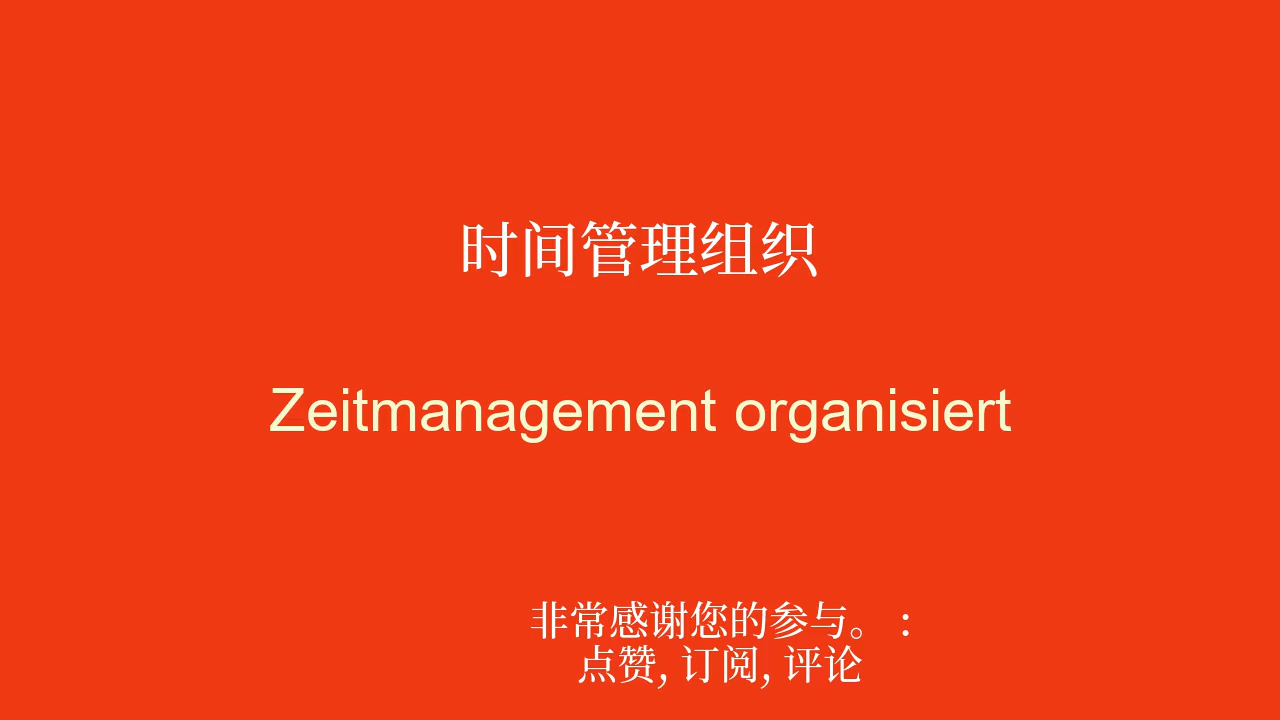 时间管理组织
Zeitmanagement organisiert
非常感谢您的参与。 :
点赞, 订阅, 评论